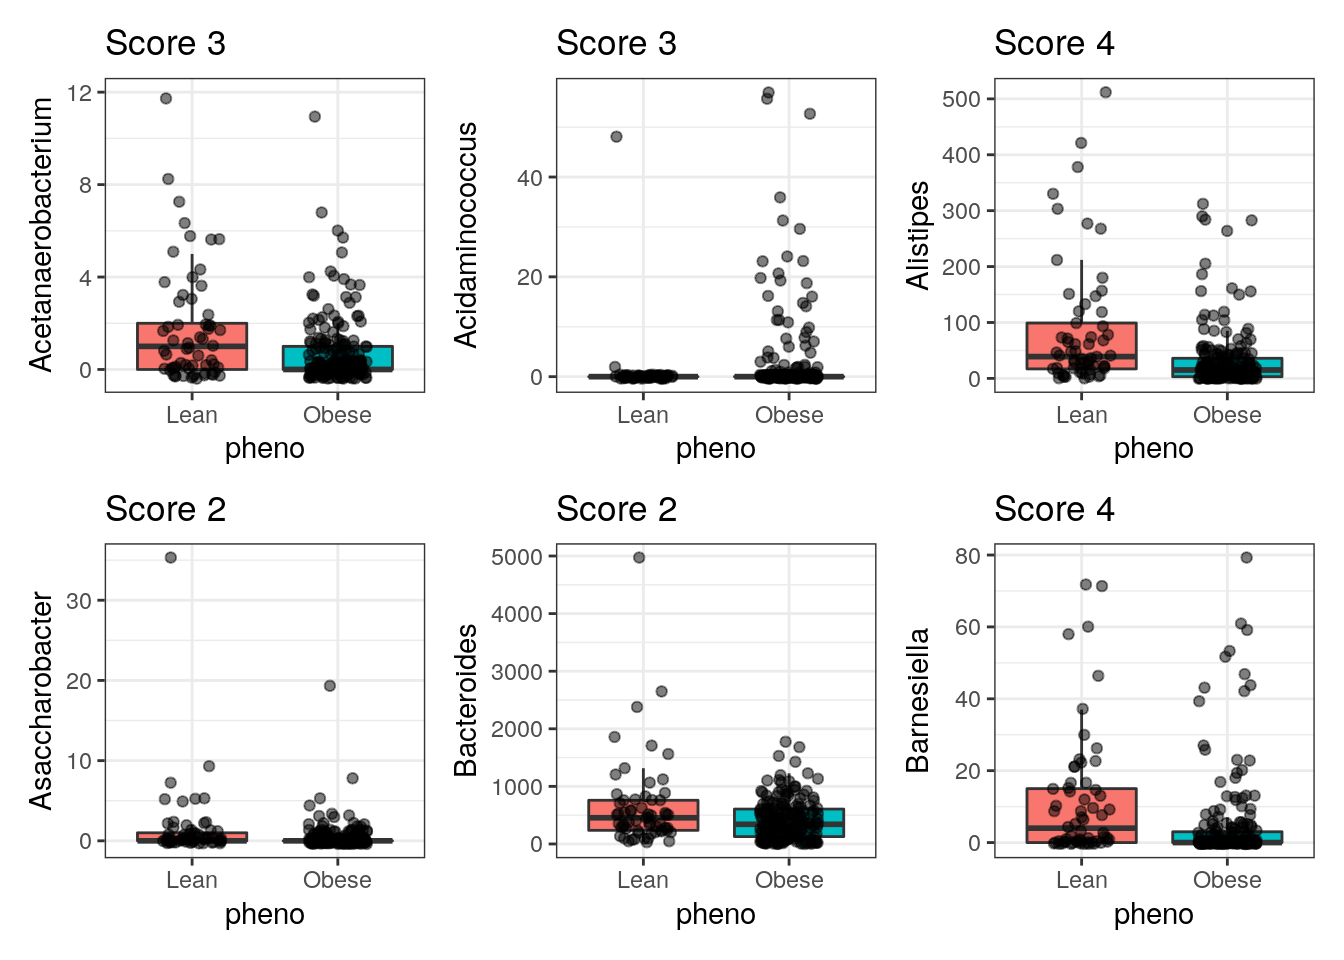 Score 3
Acetanaerobacterium
12
8
4
0
Lean Obese
pheno
Score 3
Acidaminococcus
40
20
0
Lean Obese
pheno
Score 4
Alistipes
500
400
300
200
100
0
Lean Obese
pheno
Score 2
Asaccharobacter
30
20
10
0
Lean Obese
pheno
Score 2
Bacteroides
5000
4000
3000
2000
1000
0
Lean Obese
pheno
Score 4
Barnesiella
80
60
40
20
0
Lean Obese
pheno